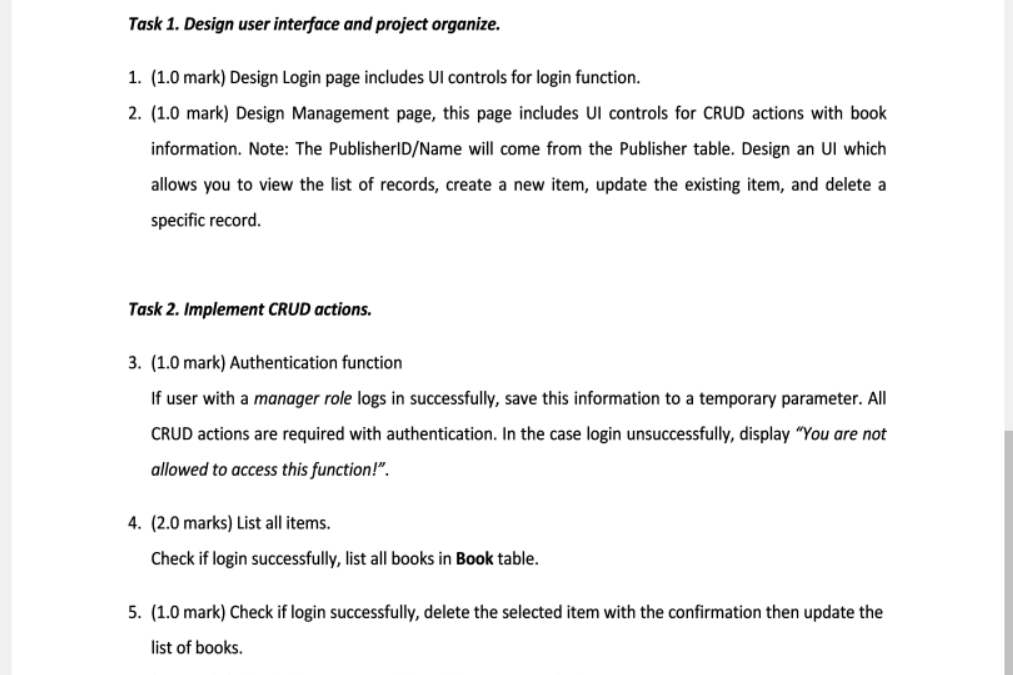 Task 1. Design user interface and project organize.
1. (1.0 mark) Design Login page includes UI controls for login function.
2. (1.0 mark) Design Management page, this page includes UI controls for CRUD actions with book
information. Note: The PublisherID/Name will come from the Publisher table. Design an UI which
allows you to view the list of records, create a new item, update the existing item, and delete a
specific record.
Task 2. Implement CRUD actions.
3. (1.0 mark) Authentication function
If user with a manager role logs in successfully, save this information to a temporary parameter. All
CRUD actions are required with authentication. In the case login unsuccessfully, display “You are not
allowed to access this function!”.
4. (2.0 marks) List all items.
Check if login successfully, list all books in Book table.
5. (1.0 mark) Check if login successfully, delete the selected item with the confirmation then update the
list of books.